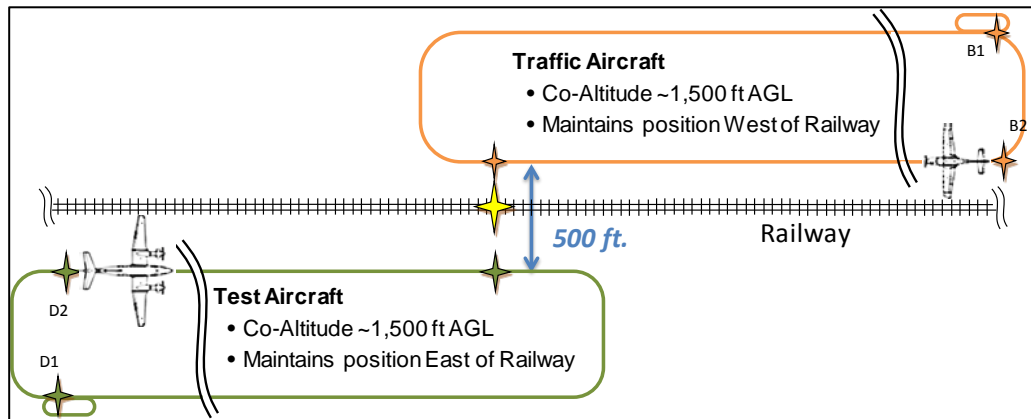 B1
Traffic Aircraft
• Co-Altitude ~1,500 ft AGL
• Maintains position West of Railway
B2
500 ft.
Railway
D2
Test Aircraft
• Co-Altitude ~1,500 ft AGL
• Maintains position East of Railway
D1